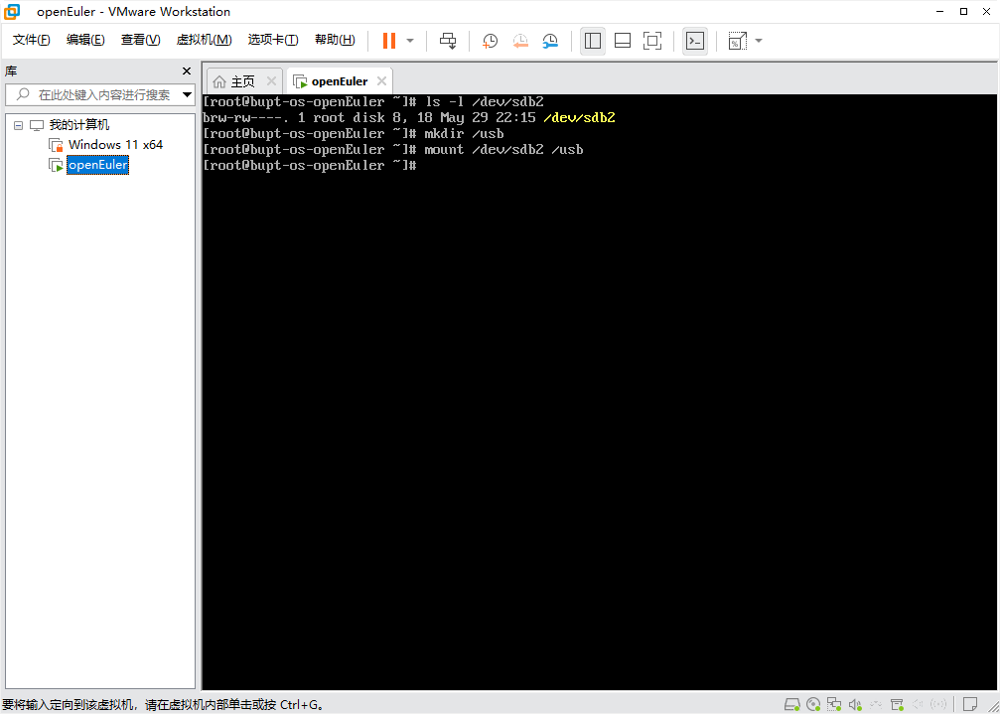 openEuler - VMware Workstation
文件(F) 编辑(E) 查看(V) 虚拟机(M) 选项卡(T) 帮助(H)
库
在此处键入内容进行搜索
我的计算机
Windows 11 x64
openEuler
主页 openEuler
[root@bupt-os-openEuler ~]# ls -l /dev/sdb2
brw-rw----. 1 root disk 8, 18 May 29 22:15 /dev/sdb2
[root@bupt-os-openEuler ~]# mkdir /usb
[root@bupt-os-openEuler ~]# mount /dev/sdb2 /usb
[root@bupt-os-openEuler ~]#
要将输入定向到该虚拟机，请在虚拟机内部单击或按 Ctrl+G。